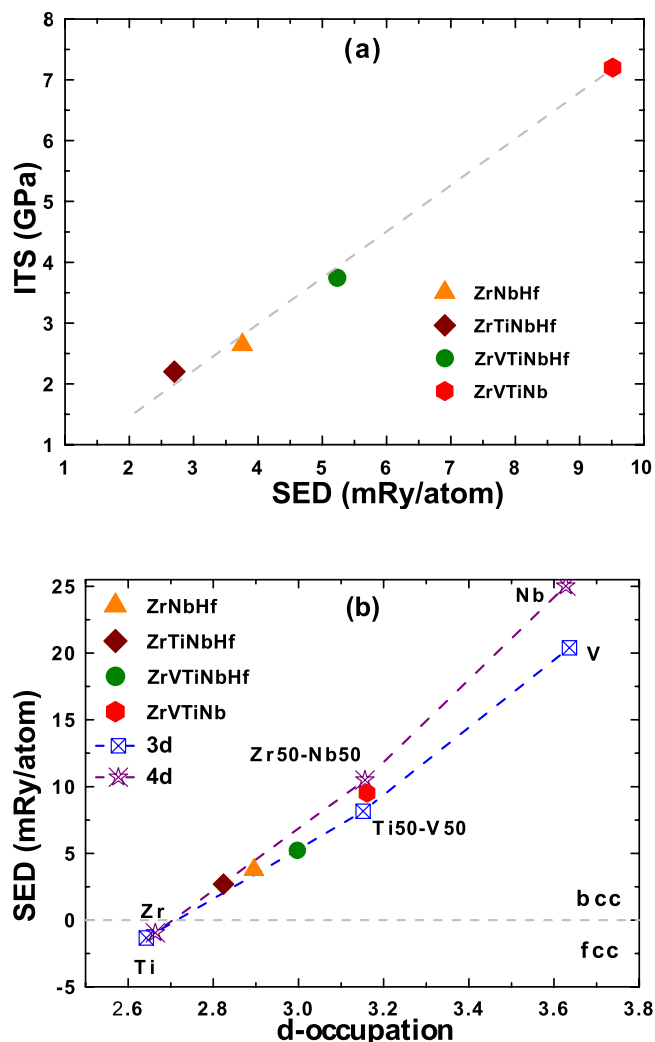 (a)
8
7
6
5
4
3
2
1
ITS (GPa)
ZrNbHf
ZrTiNbHf
ZrVTiNbHf
ZrVTiNb
1 2 3 4 5 6 7 8 9 10
SED (mRy/atom)
(b)
25
20
15
10
5
0
-5
SED (mRy/atom)
ZrNbHf
ZrTiNbHf
ZrVTiNbHf
ZrVTiNb
3d
4d
Nb
V
Zr50-Nb50
Ti50-V50
Zr
Ti
bcc
fcc
2.6 2.8 3.0 3.2 3.4 3.6 3.8
d-occupation